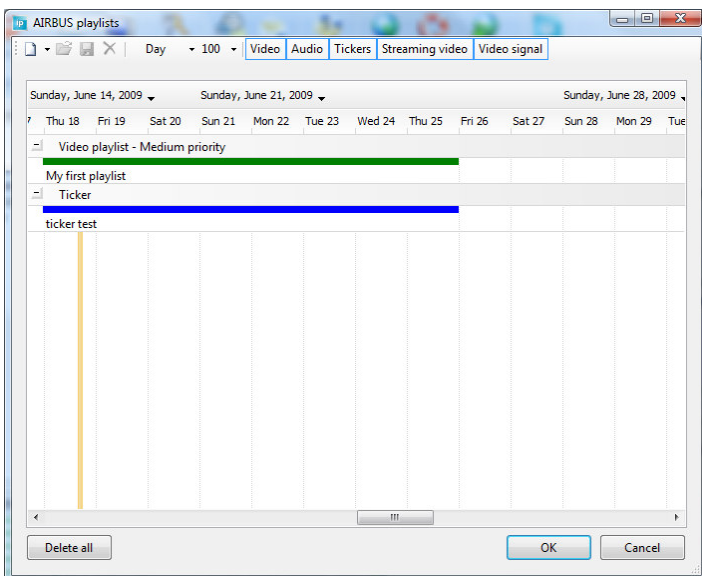 ip AIRBUS playlists
Day 100 Video Audio Tickers Streaming video Video signal
Sunday, June 14, 2009 Sunday, June 21, 2009 Sunday, June 28, 2009
7 Thu 18 Fri 19 Sat 20 Sun 21 Mon 22 Tue 23 Wed 24 Thu 25 Fri 26 Sat 27 Sun 28 Mon 29 Tue
Video playlist - Medium priority
My first playlist
Ticker
ticker test
Delete all OK Cancel